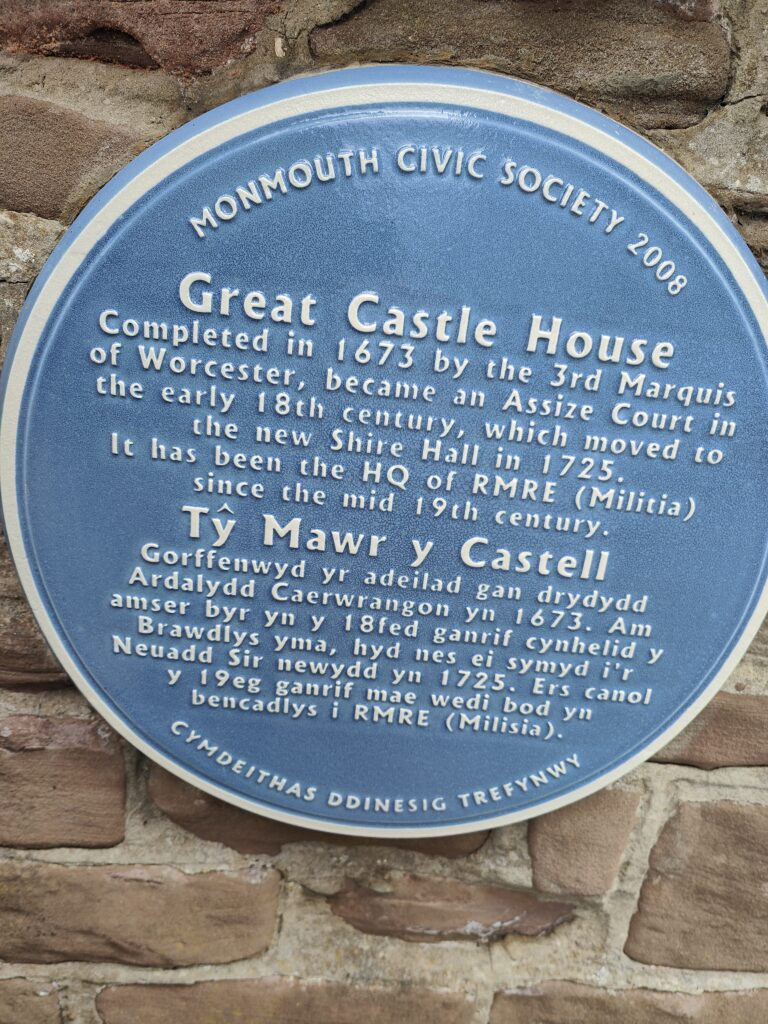 MONMOUTH CIVIC SOCIETY 2008
Great Castle House
Completed in 1673 by the 3rd Marquis
of Worcester, became an Assize Court in
the early 18th century, which moved to
the new Shire Hall in 1725.
It has been the HQ of RMRE (Militia)
since the mid 19th century.
Tŷ Mawr y Castell
Gorffenwyd yr adeilad gan drydydd
Ardalydd Caerwrangon yn 1673. Am
amser byr yn y 18fed ganrif cynhelid y
Brawdlys yma, hyd nes ei symyd i'r
Neuadd Sir newydd yn 1725. Ers canol
y 19eg ganrif mae wedi bod yn
bencadlys i RMRE (Milisia).
CYMDEITHAS DDINESIG TREFYNWY